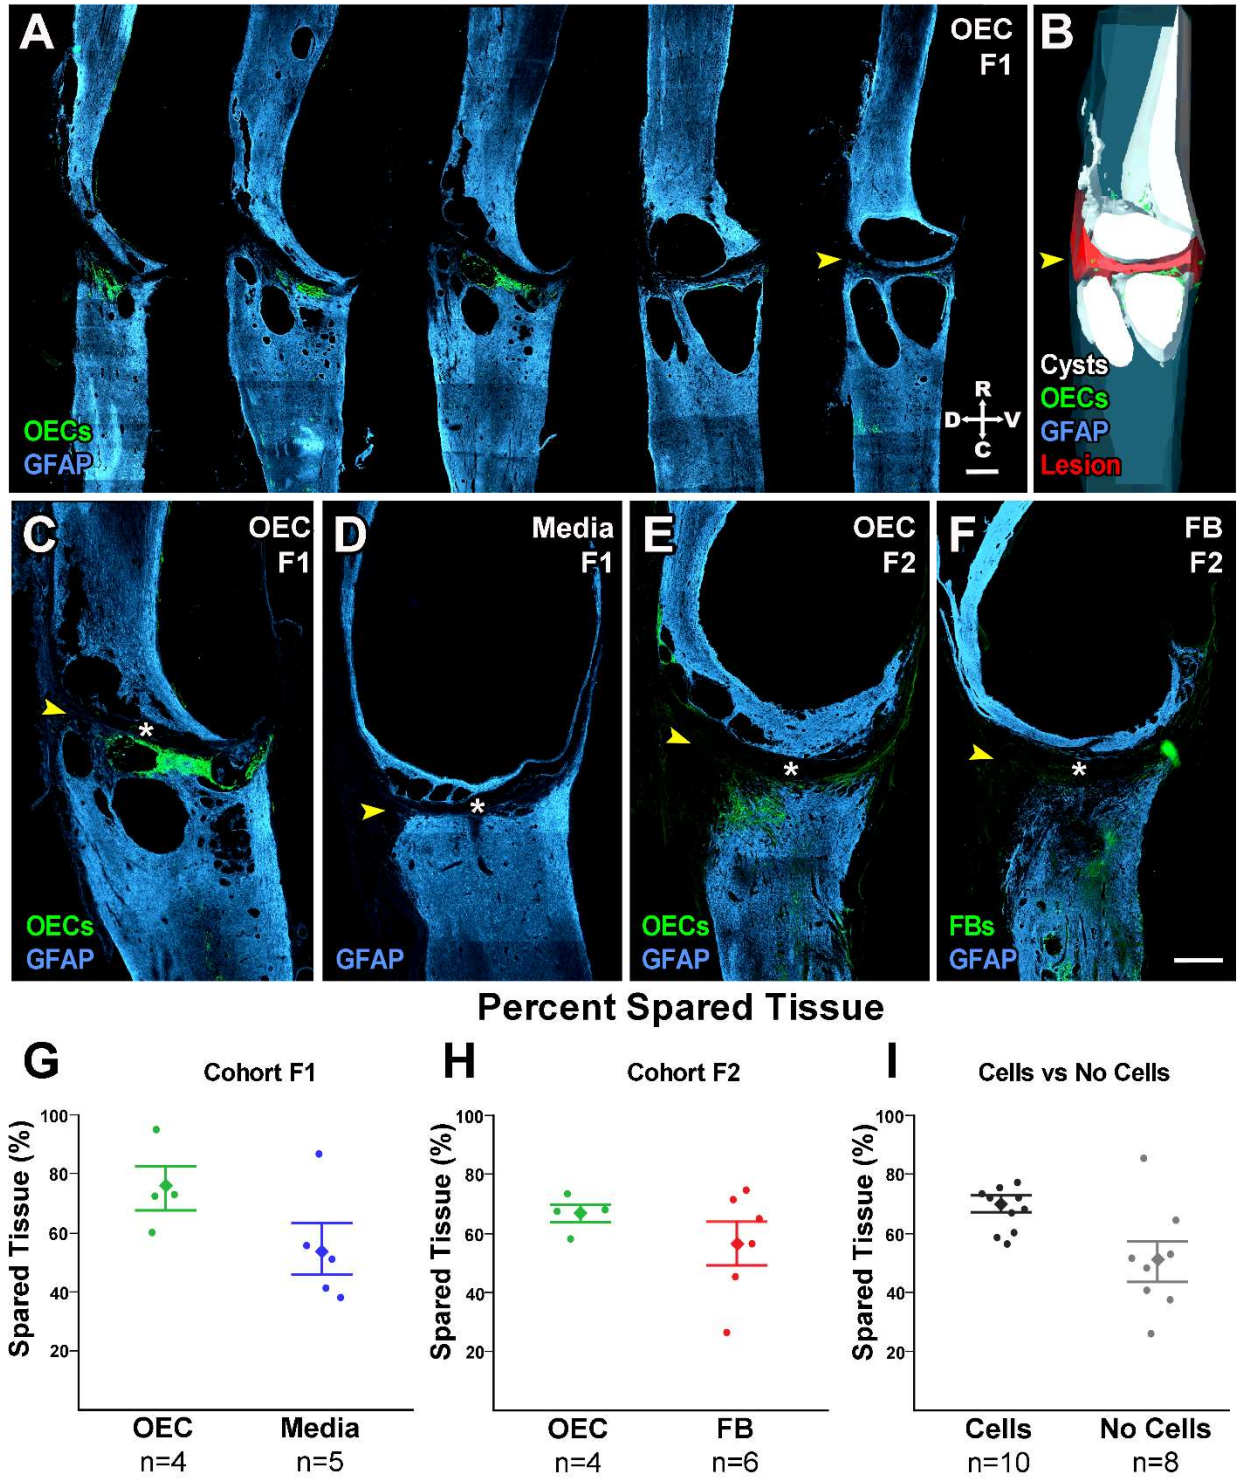 A
OEC
F1
OECs
GFAP
R
D V
C
B
Cysts
OECs
GFAP
Lesion
C
OEC
F1
OECs
GFAP
D
Media
F1
GFAP
*
E
OEC
F2
OECs
GFAP
*
F
FB
F2
FBs
GFAP
*
Percent Spared Tissue
G
Cohort F1
Spared Tissue (%)
100
80
60
40
20
OEC Media
n=4 n=5
H
Cohort F2
Spared Tissue (%)
100
80
60
40
20
OEC FB
n=4 n=6
I
Cells vs No Cells
Spared Tissue (%)
100
80
60
40
20
Cells No Cells
n=10 n=8